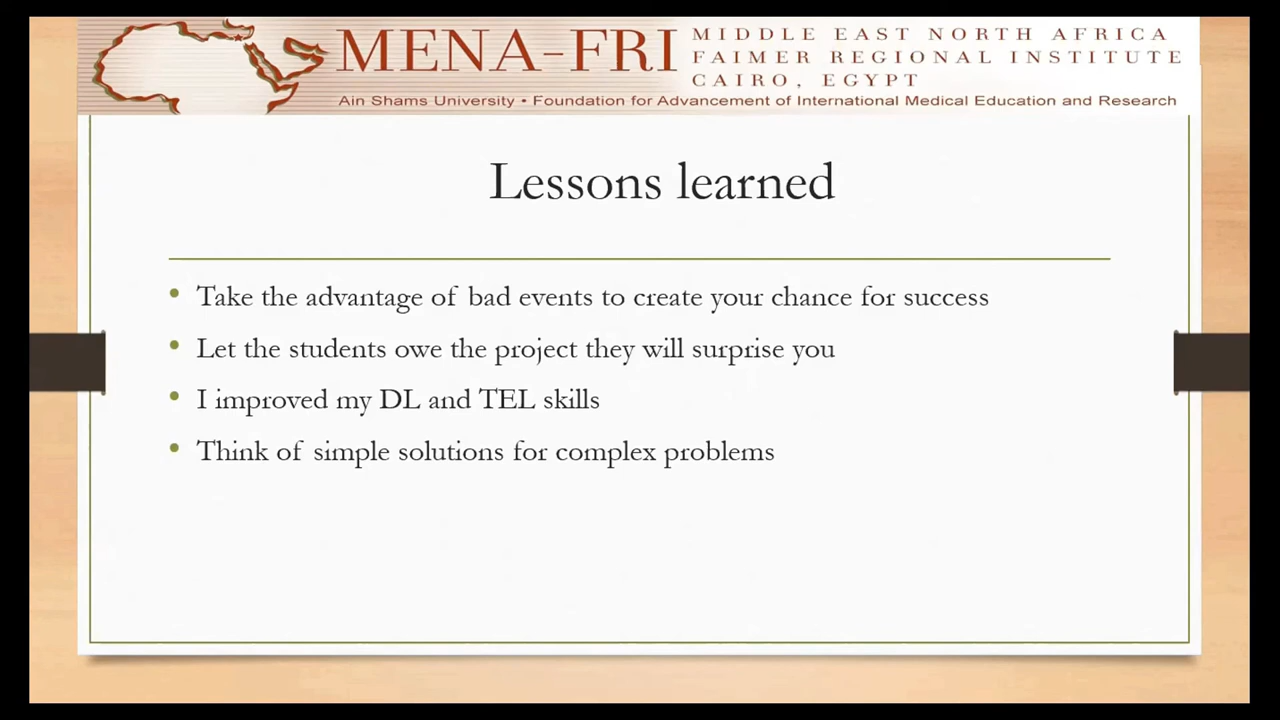 MENA-FRI
MIDDLE EAST NORTH AFRICA
FAIMER REGIONAL INSTITUTE
CAIRO, EGYPT
Ain Shams University • Foundation for Advancement of International Medical Education and Research
Lessons learned
• Take the advantage of bad events to create your chance for success
• Let the students owe the project they will surprise you
• I improved my DL and TEL skills
• Think of simple solutions for complex problems